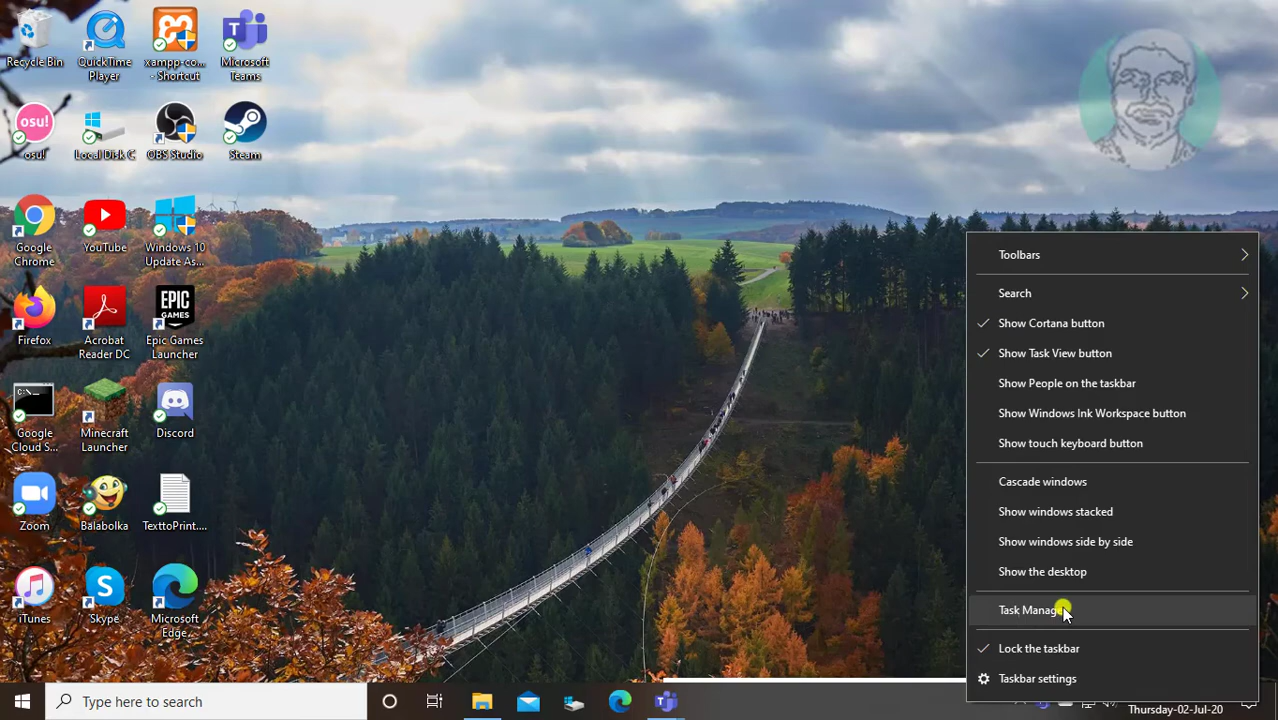 Recycle Bin
QuickTime
Player
xampp-co...
- Shortcut
Microsoft
Teams
osu!
osu!
Local Disk C
OBS Studio
Steam
Google
Chrome
YouTube
Windows 10
Update As...
Firefox
Acrobat
Reader DC
EPIC
GAMES
Epic Games
Launcher
C:\_
Google
Cloud S...
Minecraft
Launcher
Discord
Zoom
Balabolka
TexttoPrint....
iTunes
Skype
Microsoft
Edge
Toolbars
Search
Show Cortana button
Show Task View button
Show People on the taskbar
Show Windows Ink Workspace button
Show touch keyboard button
Cascade windows
Show windows stacked
Show windows side by side
Show the desktop
Task Manager
Lock the taskbar
Taskbar settings
Type here to search
Thursday-02-Jul-20